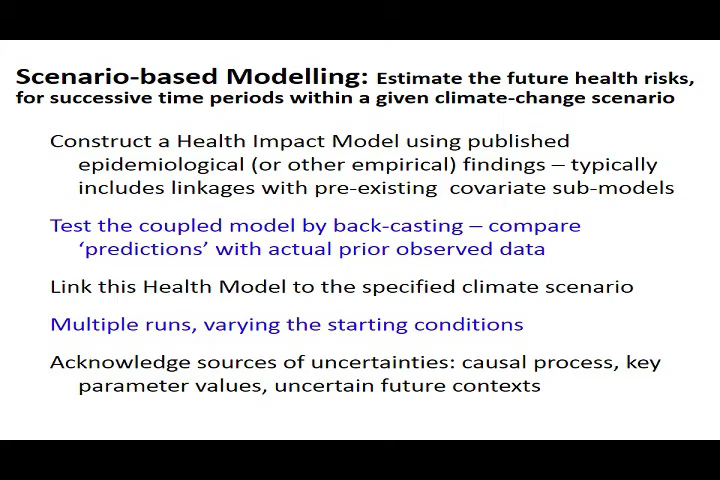 Scenario-based Modelling: Estimate the future health risks,
for successive time periods within a given climate-change scenario
Construct a Health Impact Model using published
epidemiological (or other empirical) findings – typically
includes linkages with pre-existing covariate sub-models
Test the coupled model by back-casting – compare
‘predictions’ with actual prior observed data
Link this Health Model to the specified climate scenario
Multiple runs, varying the starting conditions
Acknowledge sources of uncertainties: causal process, key
parameter values, uncertain future contexts